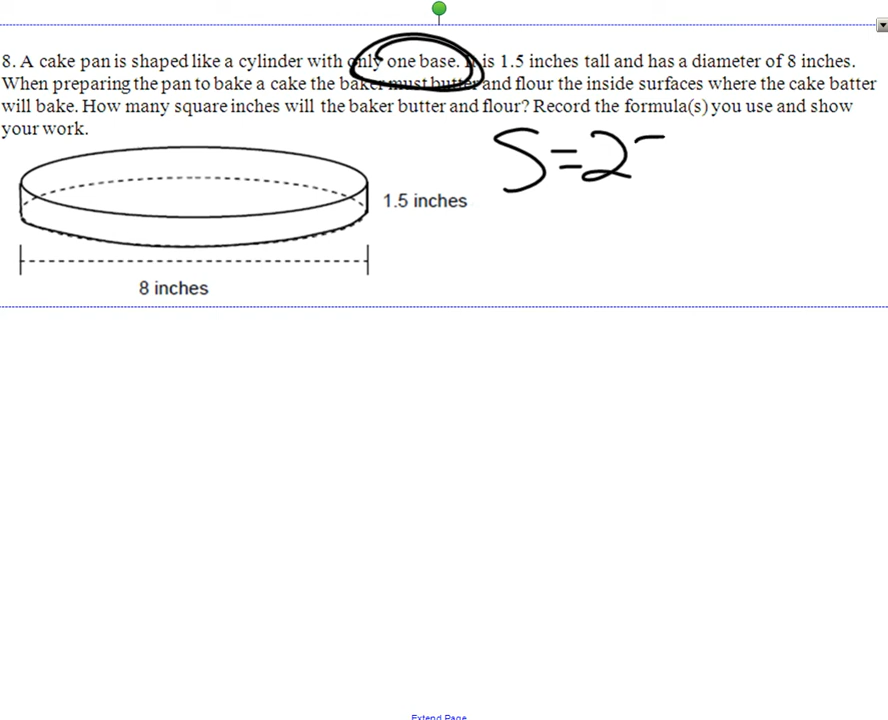 8. A cake pan is shaped like a cylinder with only one base. It is 1.5 inches tall and has a diameter of 8 inches.
When preparing the pan to bake a cake the baker must butter and flour the inside surfaces where the cake batter
will bake. How many square inches will the baker butter and flour? Record the formula(s) you use and show
your work.
S=2
1.5 inches
8 inches
Extend Page